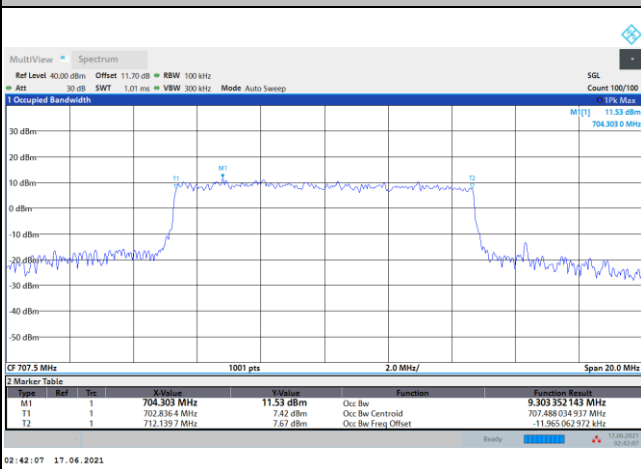 MultiView Spectrum
Ref Level 40.00 dBm Offset 11.70 dB RBW 100 kHz SGL
Att 30 dB SWT 1.01 ms VBW 300 kHz Mode Auto Sweep Count 100/100
1 Occupied Bandwidth 1Pk Max
M1[1] 11.53 dBm
704.303 0 MHz
30 dBm
20 dBm
M1
T1 T2
10 dBm
0 dBm
-10 dBm
-20 dBm
-30 dBm
-40 dBm
-50 dBm
CF 707.5 MHz 1001 pts 2.0 MHz/ Span 20.0 MHz
2 Marker Table
Type Ref Trc X-Value Y-Value Function Function Result
M1 1 704.303 MHz 11.53 dBm Occ Bw 9.303 352 143 MHz
T1 1 702.836 4 MHz 7.42 dBm Occ Bw Centroid 707.488 034 937 MHz
T2 1 712.139 7 MHz 7.67 dBm Occ Bw Freq Offset -11.965 062 972 kHz
Ready 17.06.2021
02:42:07
02:42:07 17.06.2021